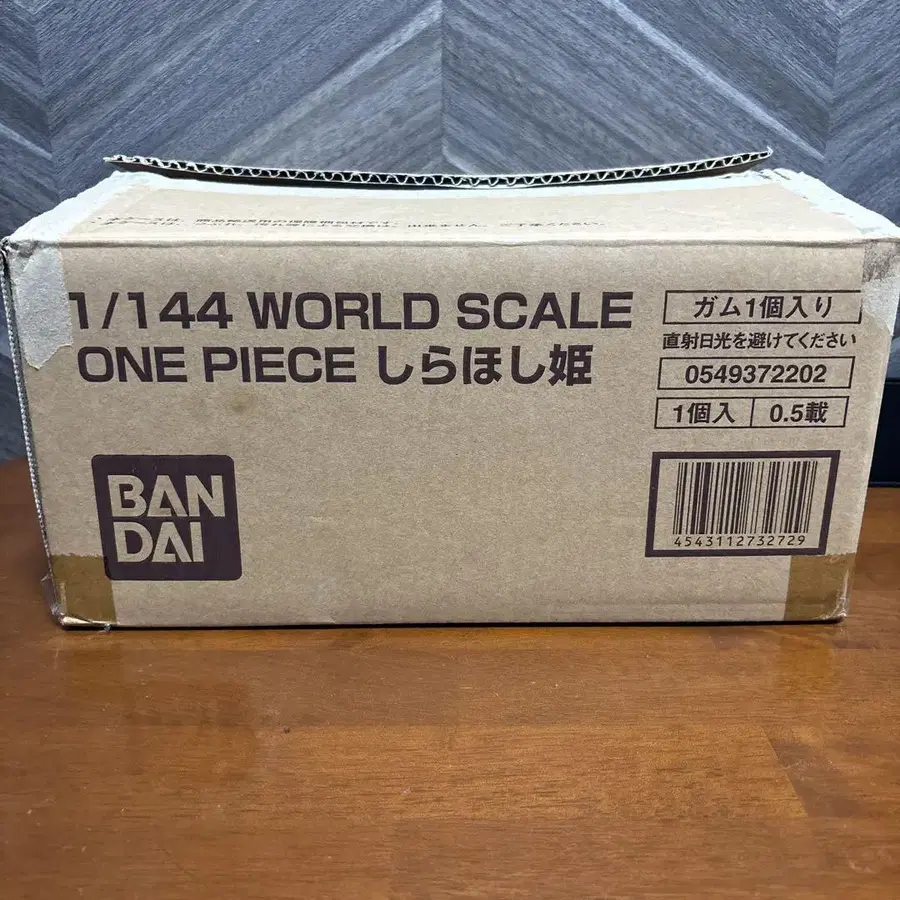 1/144 WORLD SCALE
ONE PIECE しらほし姫
ガム1個入り
直射日光を避けてください
0549372202
1個入 0.5載
BAN
DAI
4543112732729